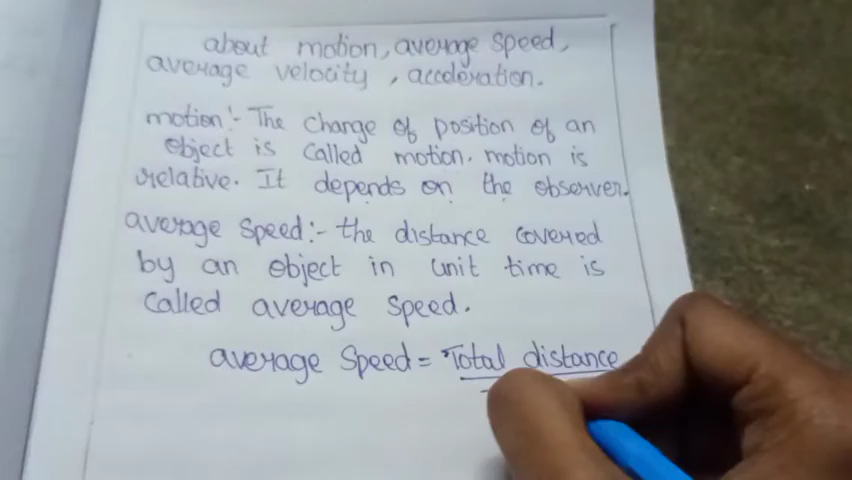 about motion, average speed,
average velocity, acceleration.
motion:- The change of position of an
object is called motion. motion is
relative. It depends on the observer.
average speed:- the distance covered
by an object in unit time is
called average speed.
average speed = Total distance